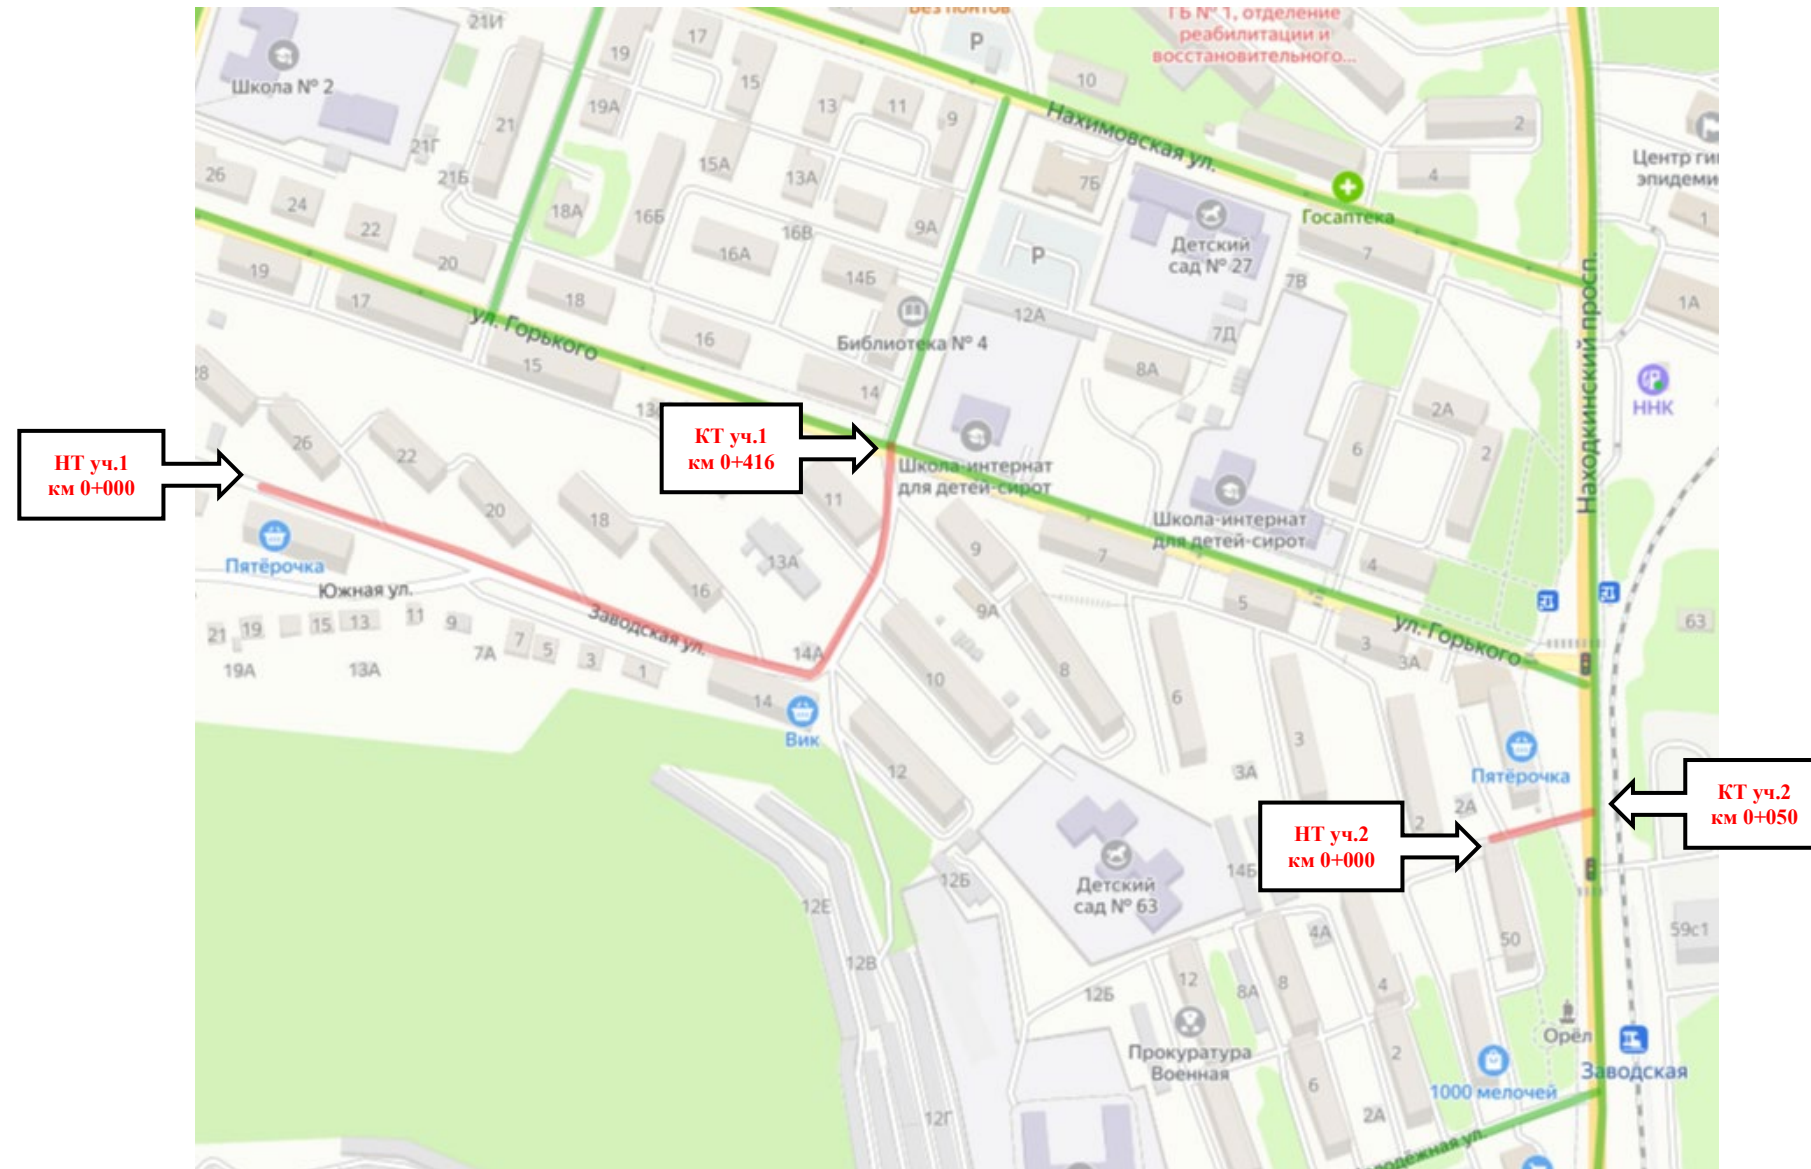 21И
Без понтов
ГБ № 1, отделение
реабилитации и
восстановительного...
17
19
P
Школа № 2
15
10
19А
13
11
9
2
21
Нахимовская ул.
21Г
15А
Центр ги
эпидеми
26
21Б
13А
7Б
4
24
18А
16Б
Госаптека
1
22
16В
9А
Детский
сад № 27
20
16А
P
7
19
14Б
7В
17
18
12А
1А
ул. Горького
16
Библиотека № 4
7Д
Находкинский просп.
15
8А
28
14
ННК
2А
26
КТ уч.1
км 0+416
6
2
НТ уч.1
км 0+000
22
Школа-интернат
для детей-сирот
20
11
18
Школа-интернат
для детей-сирот
9
7
Пятёрочка
13А
4
Южная ул.
16
9А
5
Заводская ул.
21
19
15
13
11
9
7
5
3
1
63
ул. Горького
19А
13А
7А
14А
3
3А
10
8
6
14
Вик
3
12
3А
Пятёрочка
КТ уч.2
км 0+050
2А
2
НТ уч.2
км 0+000
14Б
12Б
Детский
сад № 63
12Е
4А
50
59с1
12В
12
8
4
8А
12Б
Орёл
Прокуратура
Военная
2
Заводская
6
1000 мелочей
12Г
2А